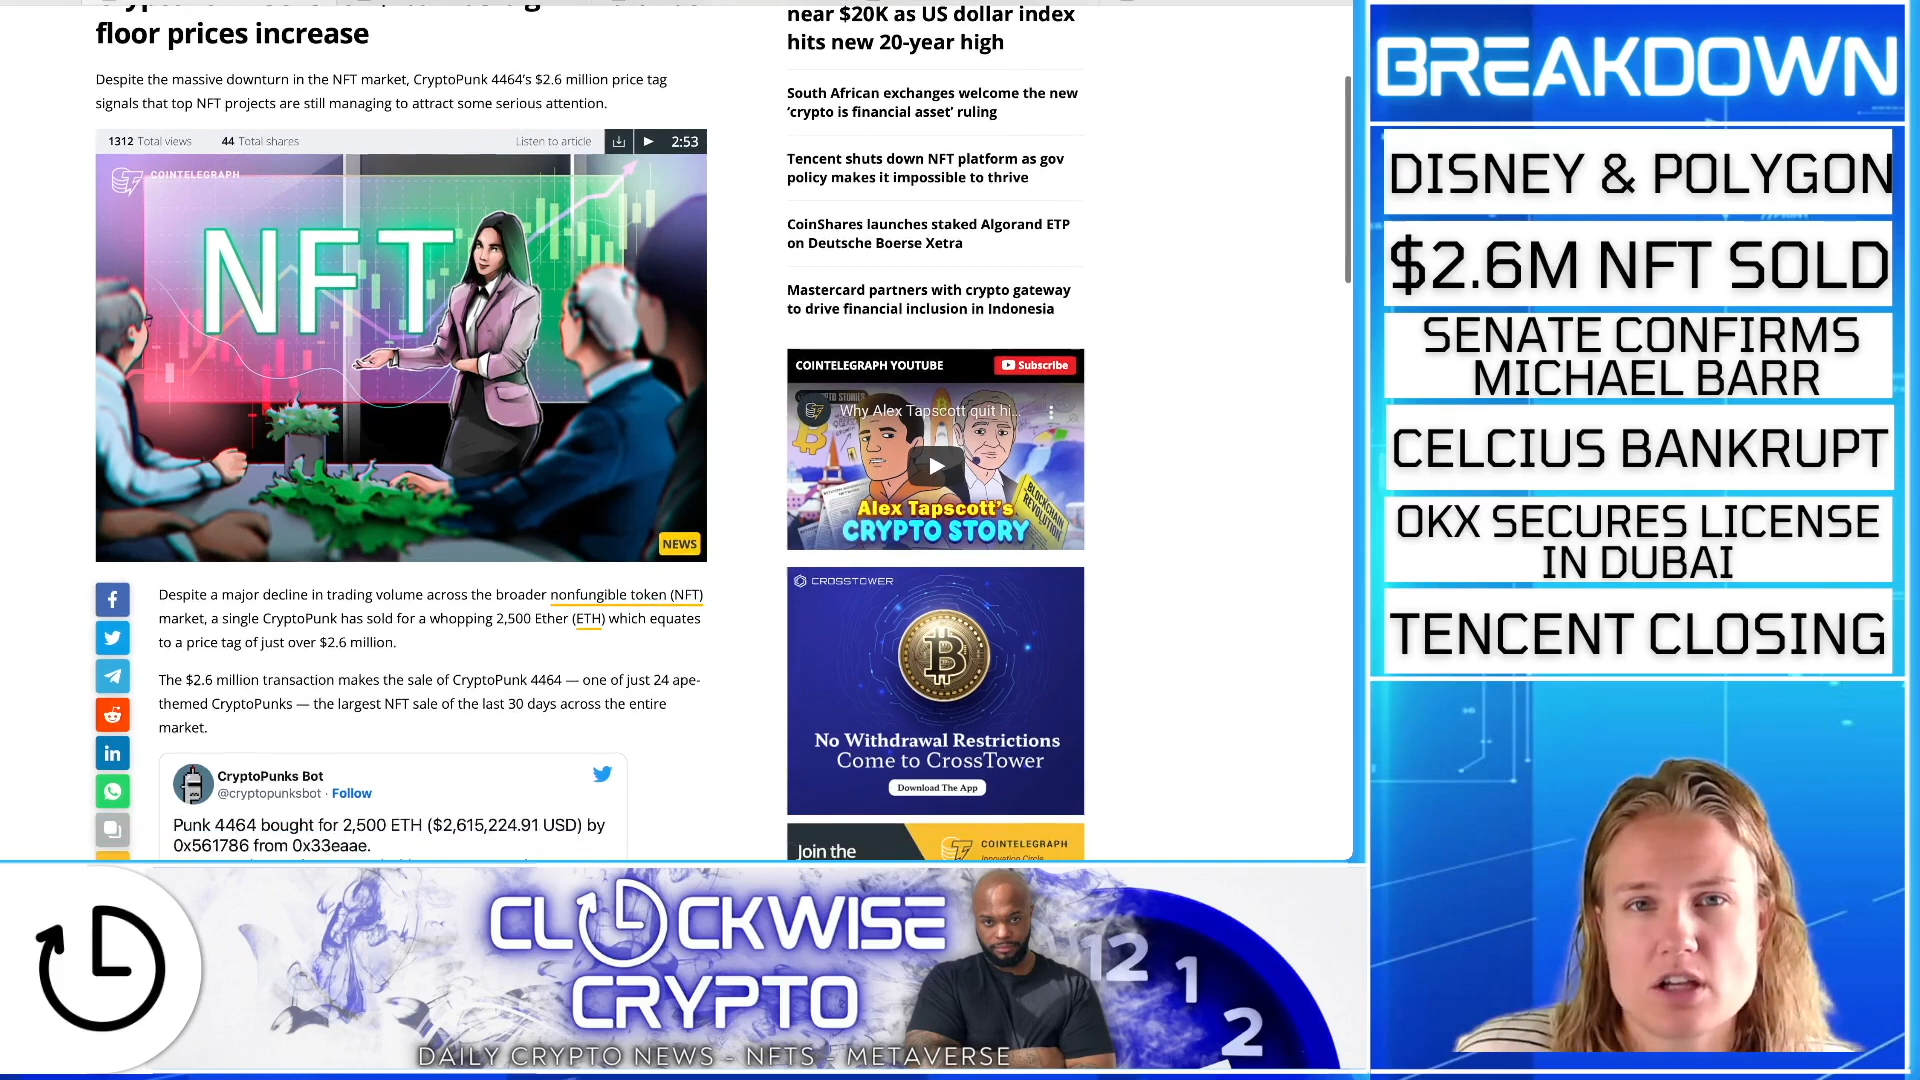 floor prices increase
Despite the massive downturn in the NFT market, CryptoPunk 4464's $2.6 million price tag
signals that top NFT projects are still managing to attract some serious attention.
1312 Total views 44 Total shares Listen to article 2:53
COINTELEGRAPH
NFT
NEWS
Despite a major decline in trading volume across the broader nonfungible token (NFT)
market, a single CryptoPunk has sold for a whopping 2,500 Ether (ETH) which equates
to a price tag of just over $2.6 million.
The $2.6 million transaction makes the sale of CryptoPunk 4464 — one of just 24 ape-
themed CryptoPunks — the largest NFT sale of the last 30 days across the entire
market.
CryptoPunks Bot
@cryptopunksbot · Follow
Punk 4464 bought for 2,500 ETH ($2,615,224.91 USD) by
0x561786 from 0x33eaae.
near $20K as US dollar index
hits new 20-year high
South African exchanges welcome the new
'crypto is financial asset' ruling
Tencent shuts down NFT platform as gov
policy makes it impossible to thrive
CoinShares launches staked Algorand ETP
on Deutsche Boerse Xetra
Mastercard partners with crypto gateway
to drive financial inclusion in Indonesia
COINTELEGRAPH YOUTUBE Subscribe
Why Alex Tapscott quit hi...
BLOCKCHAIN
REVOLUTION
Alex Tapscott's
CRYPTO STORY
CROSSTOWER
No Withdrawal Restrictions
Come to CrossTower
Download The App
Join the
COINTELEGRAPH
Innovation Circle
BREAKDOWN
DISNEY & POLYGON
$2.6M NFT SOLD
SENATE CONFIRMS
MICHAEL BARR
CELCIUS BANKRUPT
OKX SECURES LICENSE
IN DUBAI
TENCENT CLOSING
CLOCKWISE
CRYPTO
DAILY CRYPTO NEWS - NFTS - METAVERSE
12
1
2